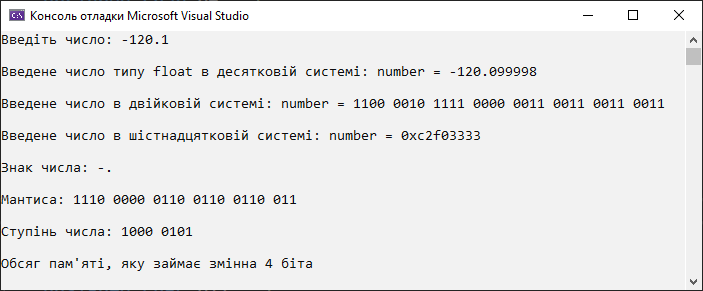 Консоль отладки Microsoft Visual Studio
Введіть число: -120.1
Введене число типу float в десятковій системі: number = -120.099998
Введене число в двійковій системі: number = 1100 0010 1111 0000 0011 0011 0011 0011
Введене число в шістнадцятковій системі: number = 0xc2f03333
Знак числа: -.
Мантиса: 1110 0000 0110 0110 0110 011
Ступінь числа: 1000 0101
Обсяг пам'яті, яку займає змінна 4 біта